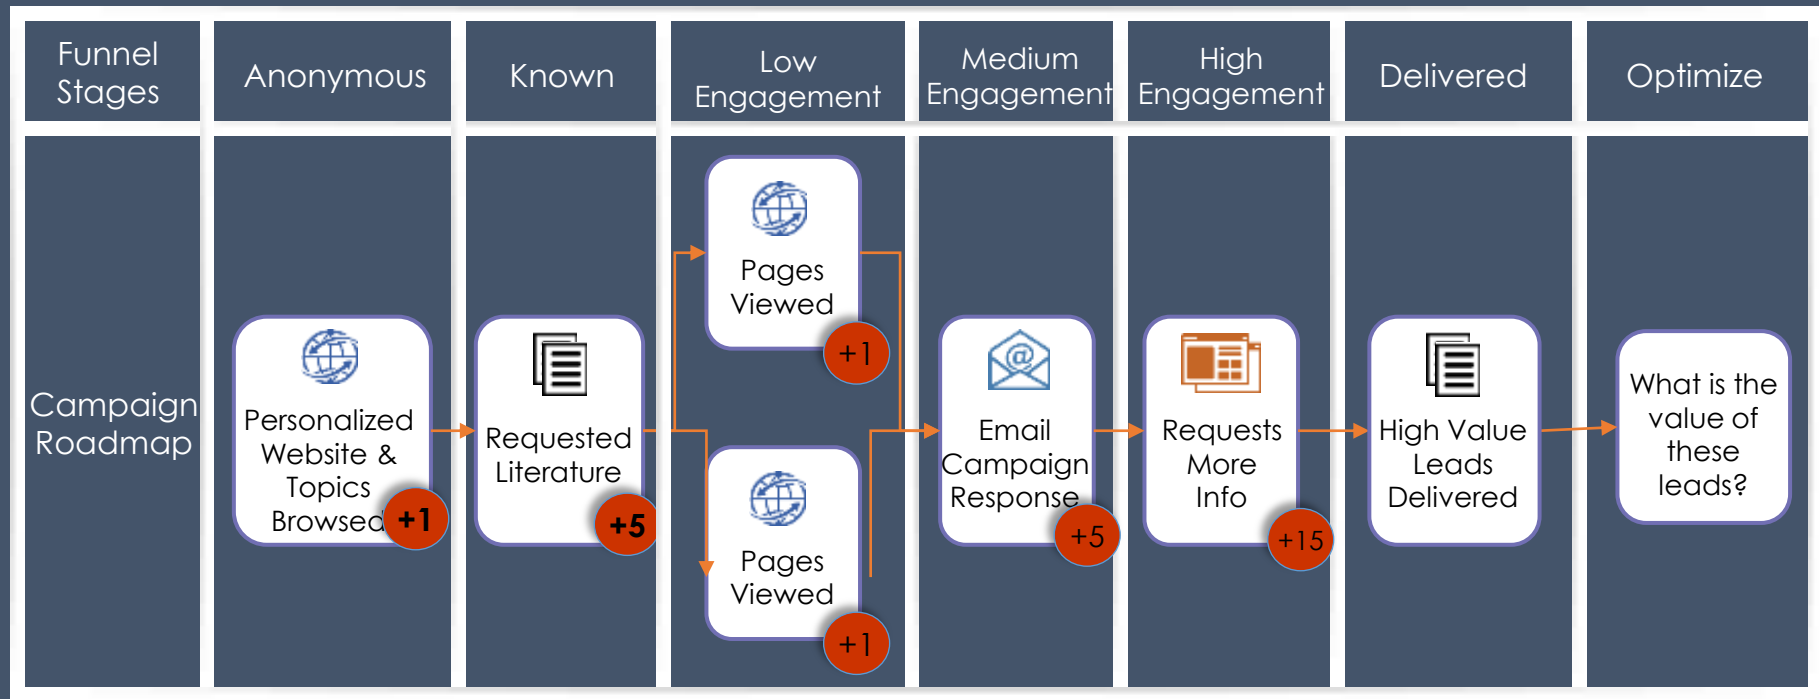 Funnel
Stages
Anonymous
Known
Low
Engagement
Medium
Engagement
High
Engagement
Delivered
Optimize
Campaign
Roadmap
Personalized
Website &
Topics
Browsed
+1
Requested
Literature
+5
Pages
Viewed
+1
Pages
Viewed
+1
@
Email
Campaign
Response
+5
Requests
More
Info
+15
High Value
Leads
Delivered
What is the
value of
these
leads?